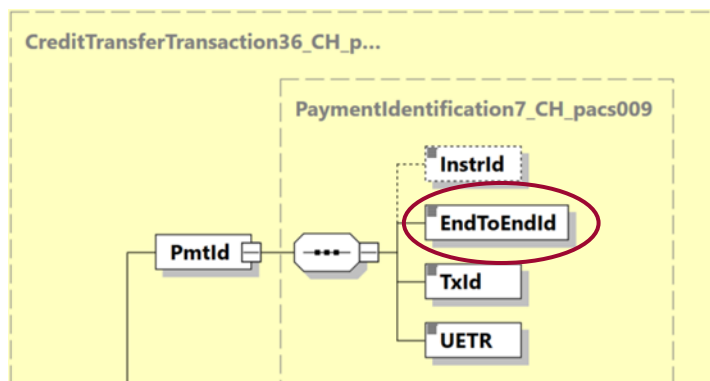 CreditTransferTransaction36_CH_p...
PaymentIdentification7_CH_pacs009
InstrId
EndToEndId
PmtId
TxId
UETR